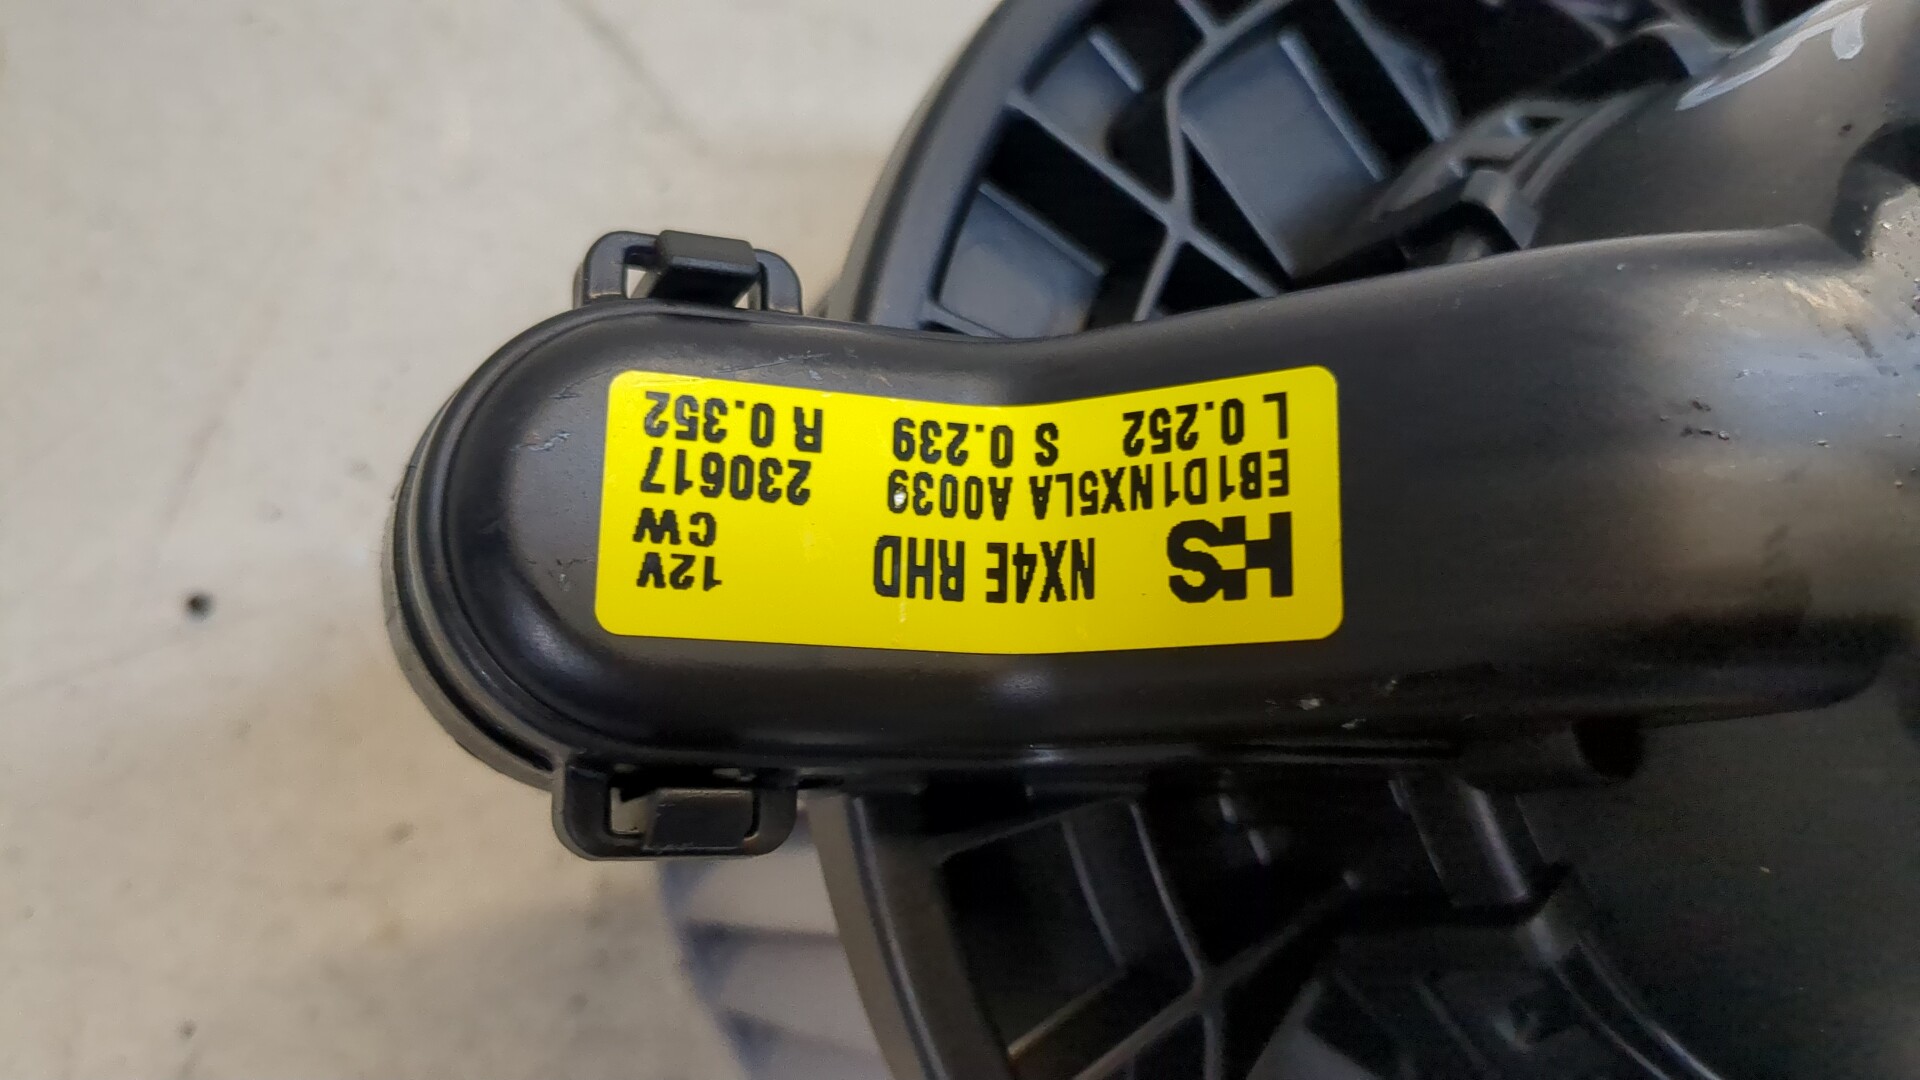 HS NX4E RHD 12V
CW
EB1D1NX5LA A0039 230617
L 0.252 S 0.239 R 0.352